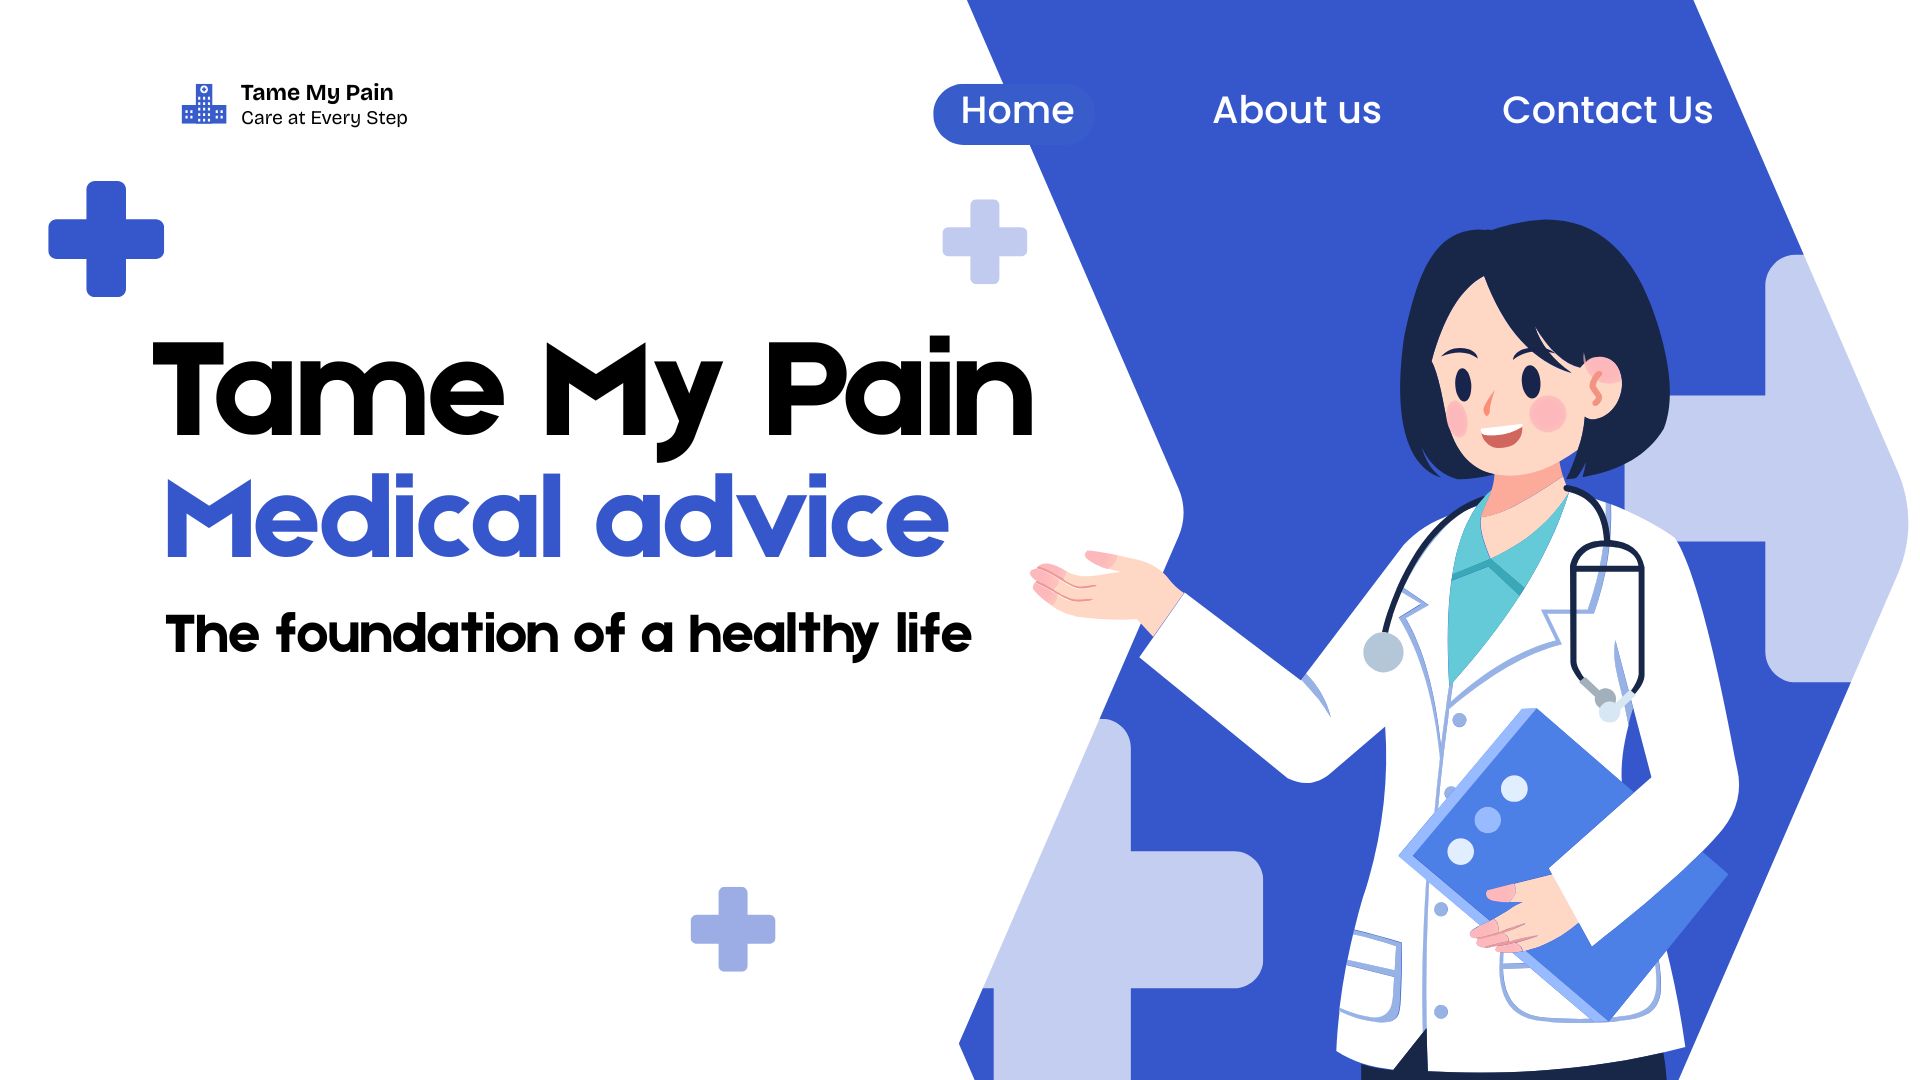 Tame My Pain
Care at Every Step
Home
About us
Contact Us
Tame My Pain
Medical advice
The foundation of a healthy life